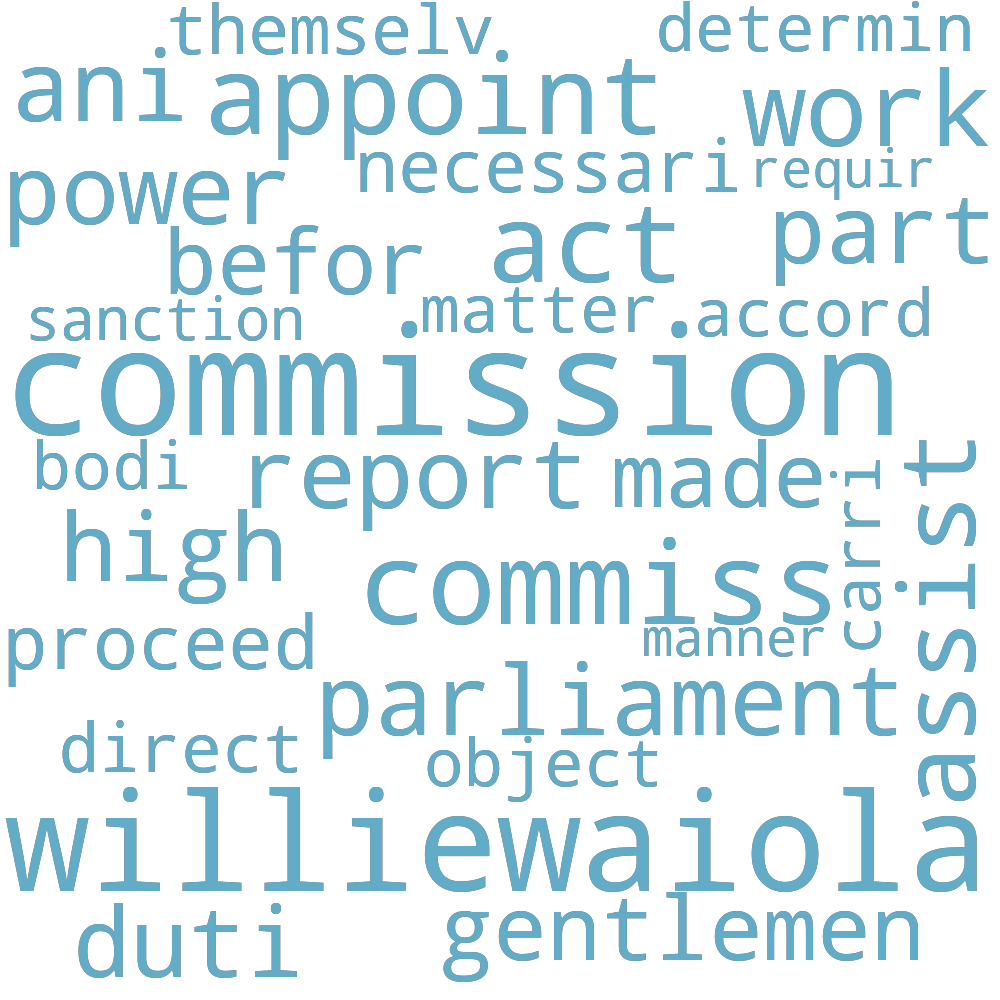 themselv determin
ani appoint work
necessari requir
power part
befor act
sanction matter accord
commission
bodi report made
carri
assist
high
commiss
proceed manner
parliament
direct object
williewaiola
duti gentlemen